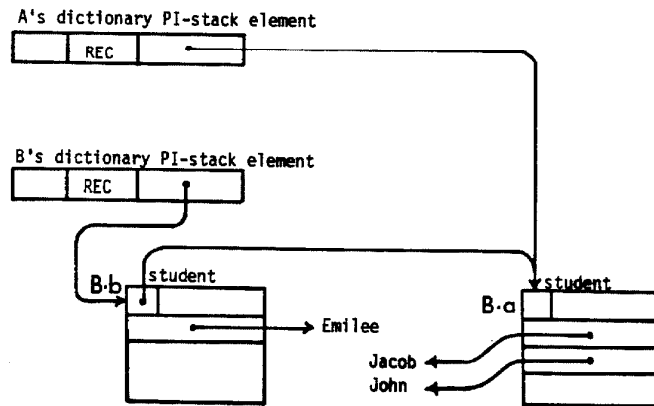 A's dictionary PI-stack element
REC
B's dictionary PI-stack element
REC
B·b
student
Emilee
student
B·a
Jacob
John